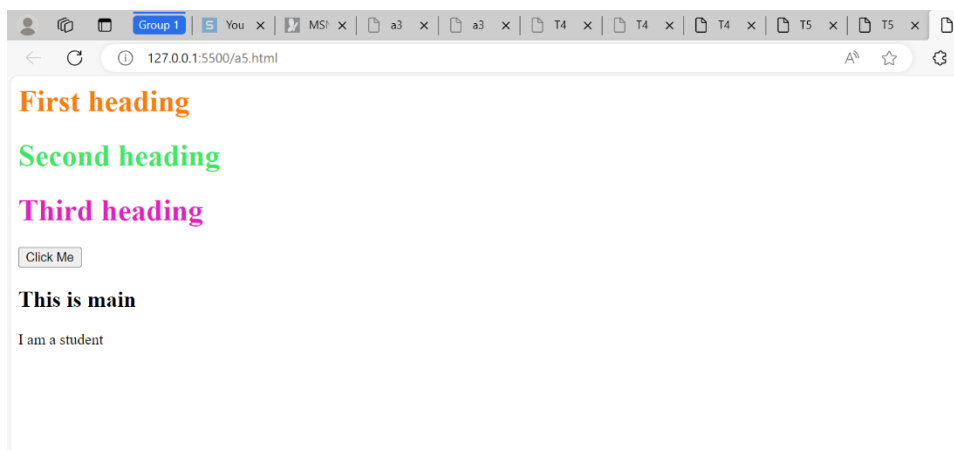 Group 1 You MSN a3 a3 T4 T4 T4 T5 T5
127.0.0.1:5500/a5.html
First heading
Second heading
Third heading
Click Me
This is main
I am a student